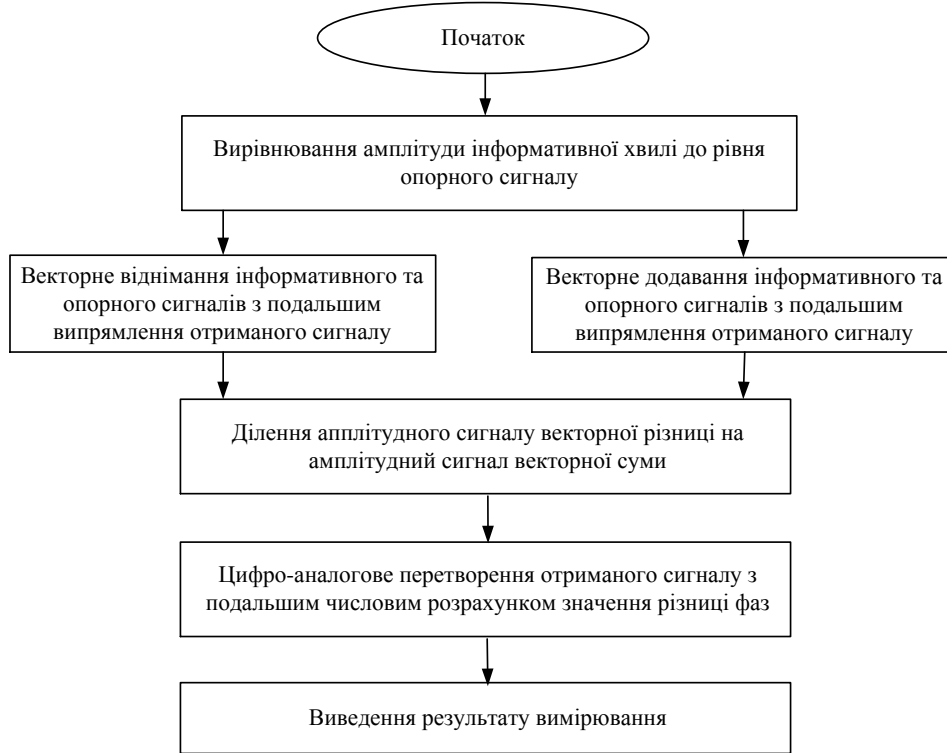 Початок
Вирівнювання амплітуди інформативної хвилі до рівня
опорного сигналу
Векторне віднімання інформативного та
опорного сигналів з подальшим
випрямлення отриманого сигналу
Векторне додавання інформативного та
опорного сигналів з подальшим
випрямлення отриманого сигналу
Ділення апплітудного сигналу векторної різниці на
амплітудний сигнал векторної суми
Цифро-аналогове перетворення отриманого сигналу з
подальшим числовим розрахунком значення різниці фаз
Виведення результату вимірювання